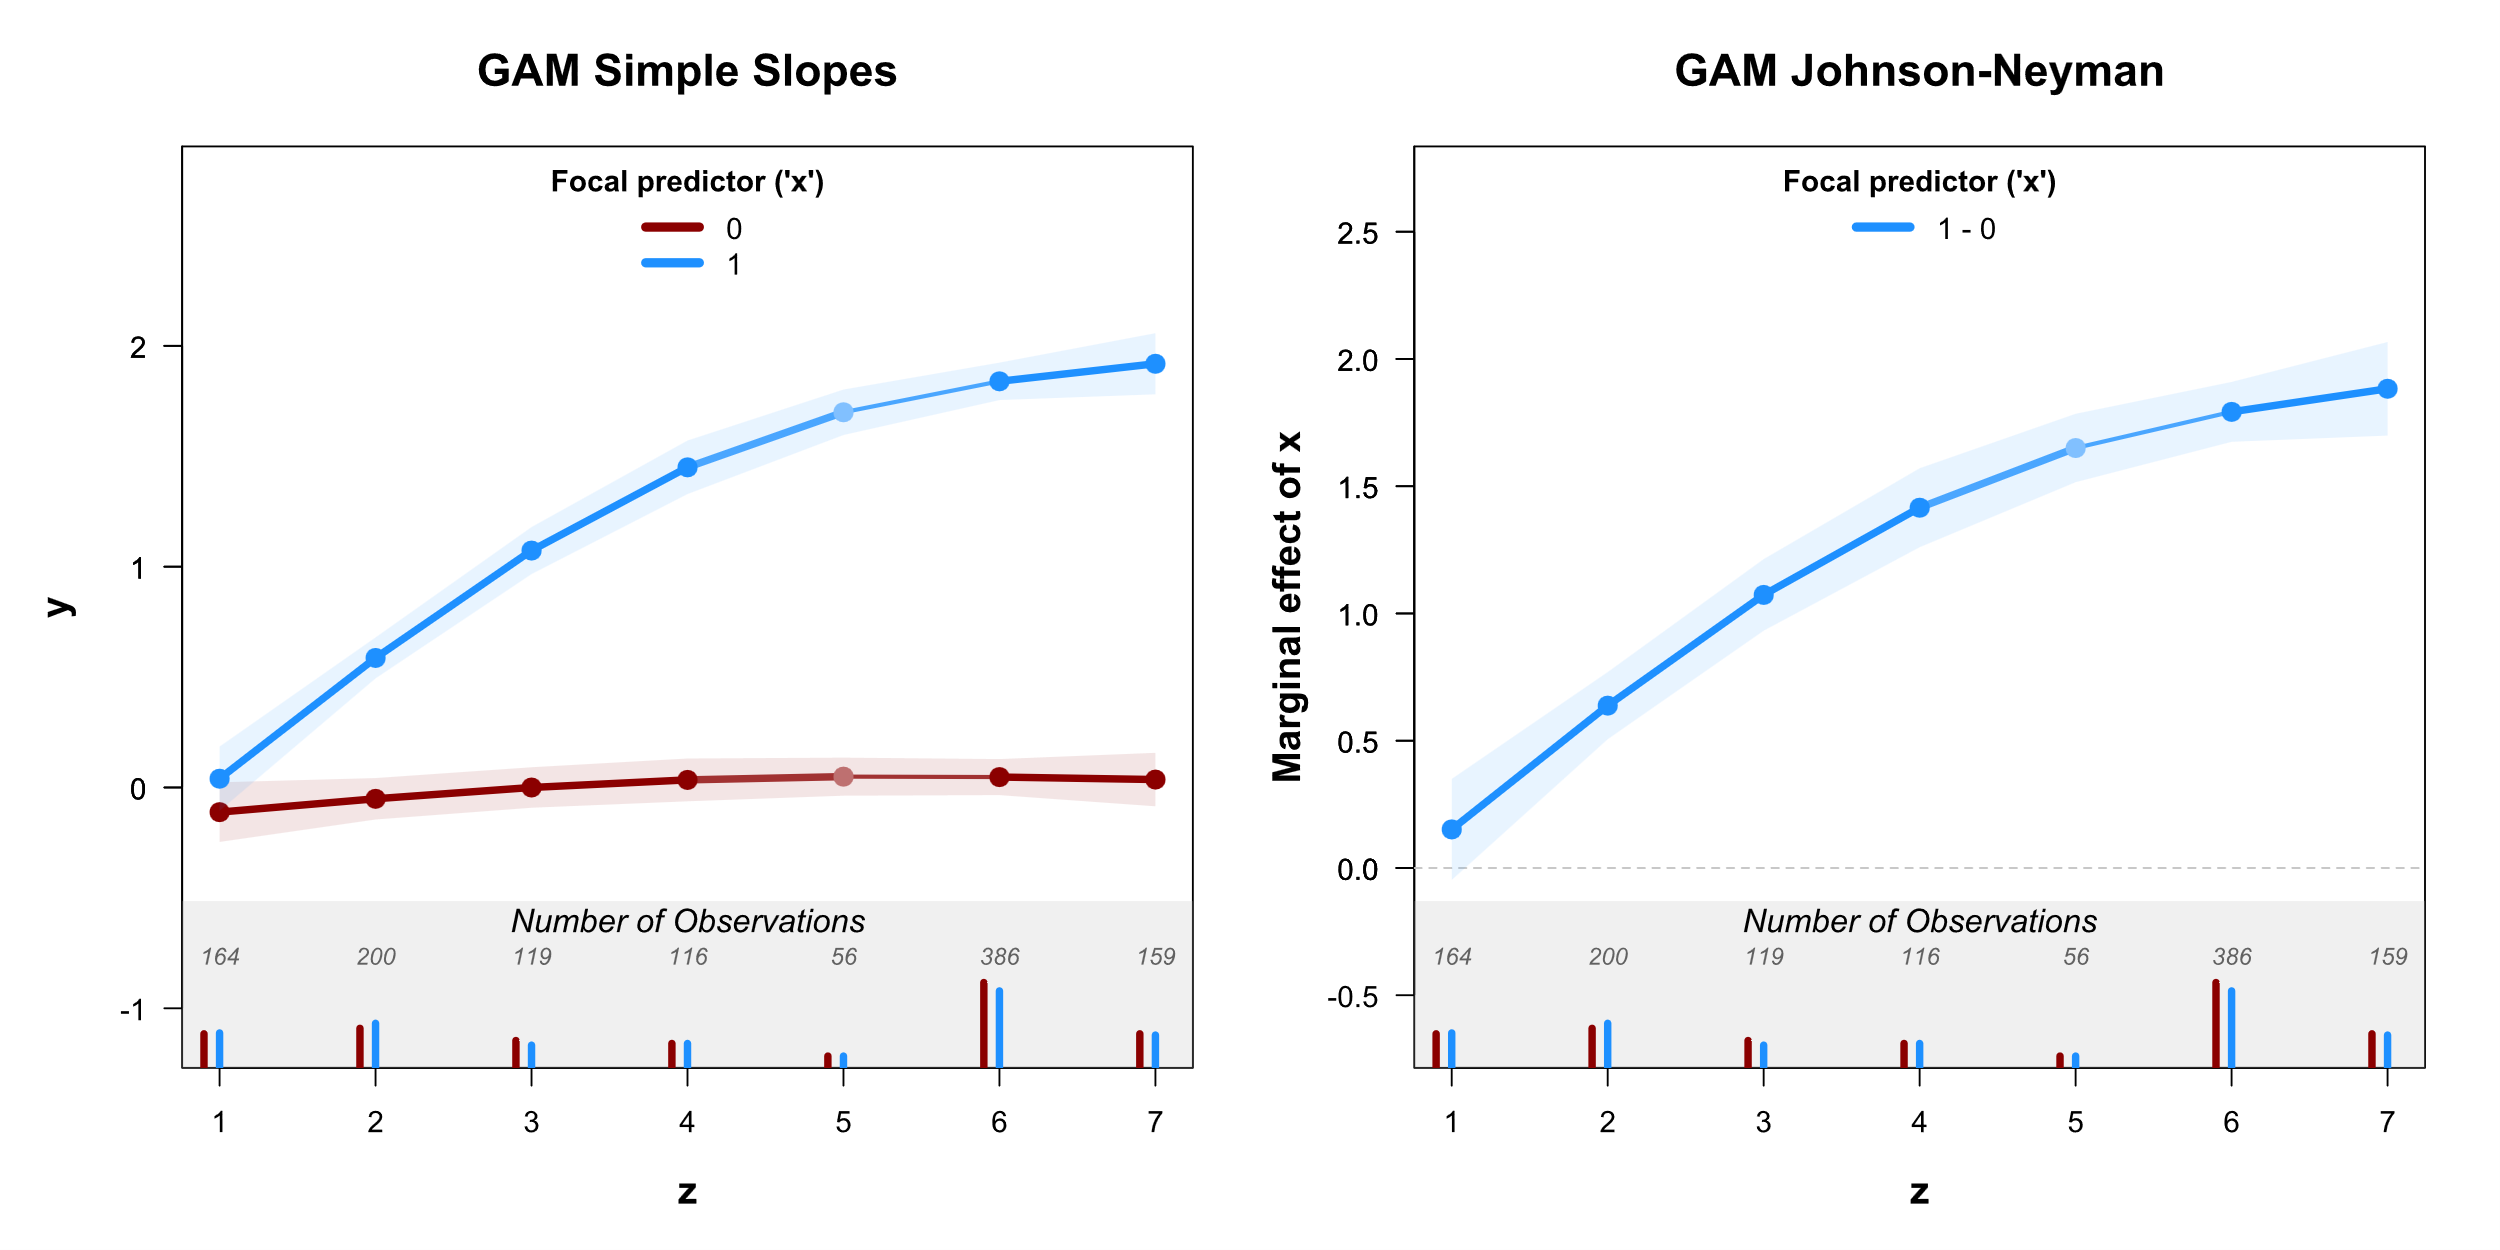 GAM Simple Slopes
Focal predictor ('x')
0
1
2
1
0
-1
y
Number of Observations
164 200 119 116 56 386 159
1 2 3 4 5 6 7
z
GAM Johnson-Neyman
Focal predictor ('x')
1 - 0
2.5
2.0
1.5
1.0
0.5
0.0
-0.5
Marginal effect of x
Number of Observations
164 200 119 116 56 386 159
1 2 3 4 5 6 7
z